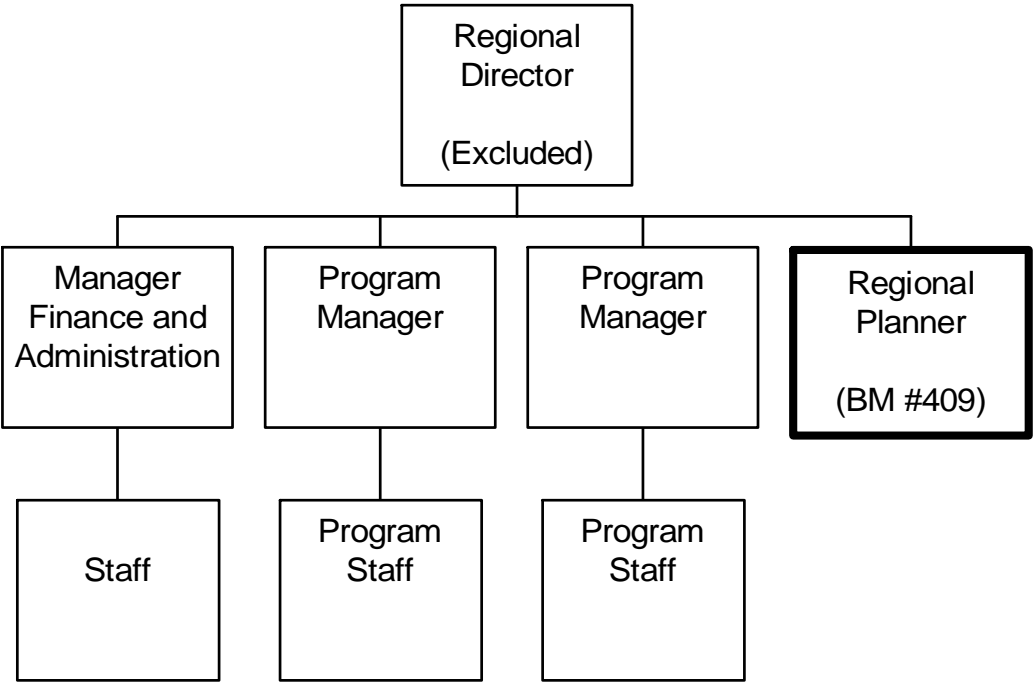 Regional
Director
(Excluded)
Manager
Finance and
Administration
Program
Manager
Program
Manager
Regional
Planner
(BM #409)
Staff
Program
Staff
Program
Staff